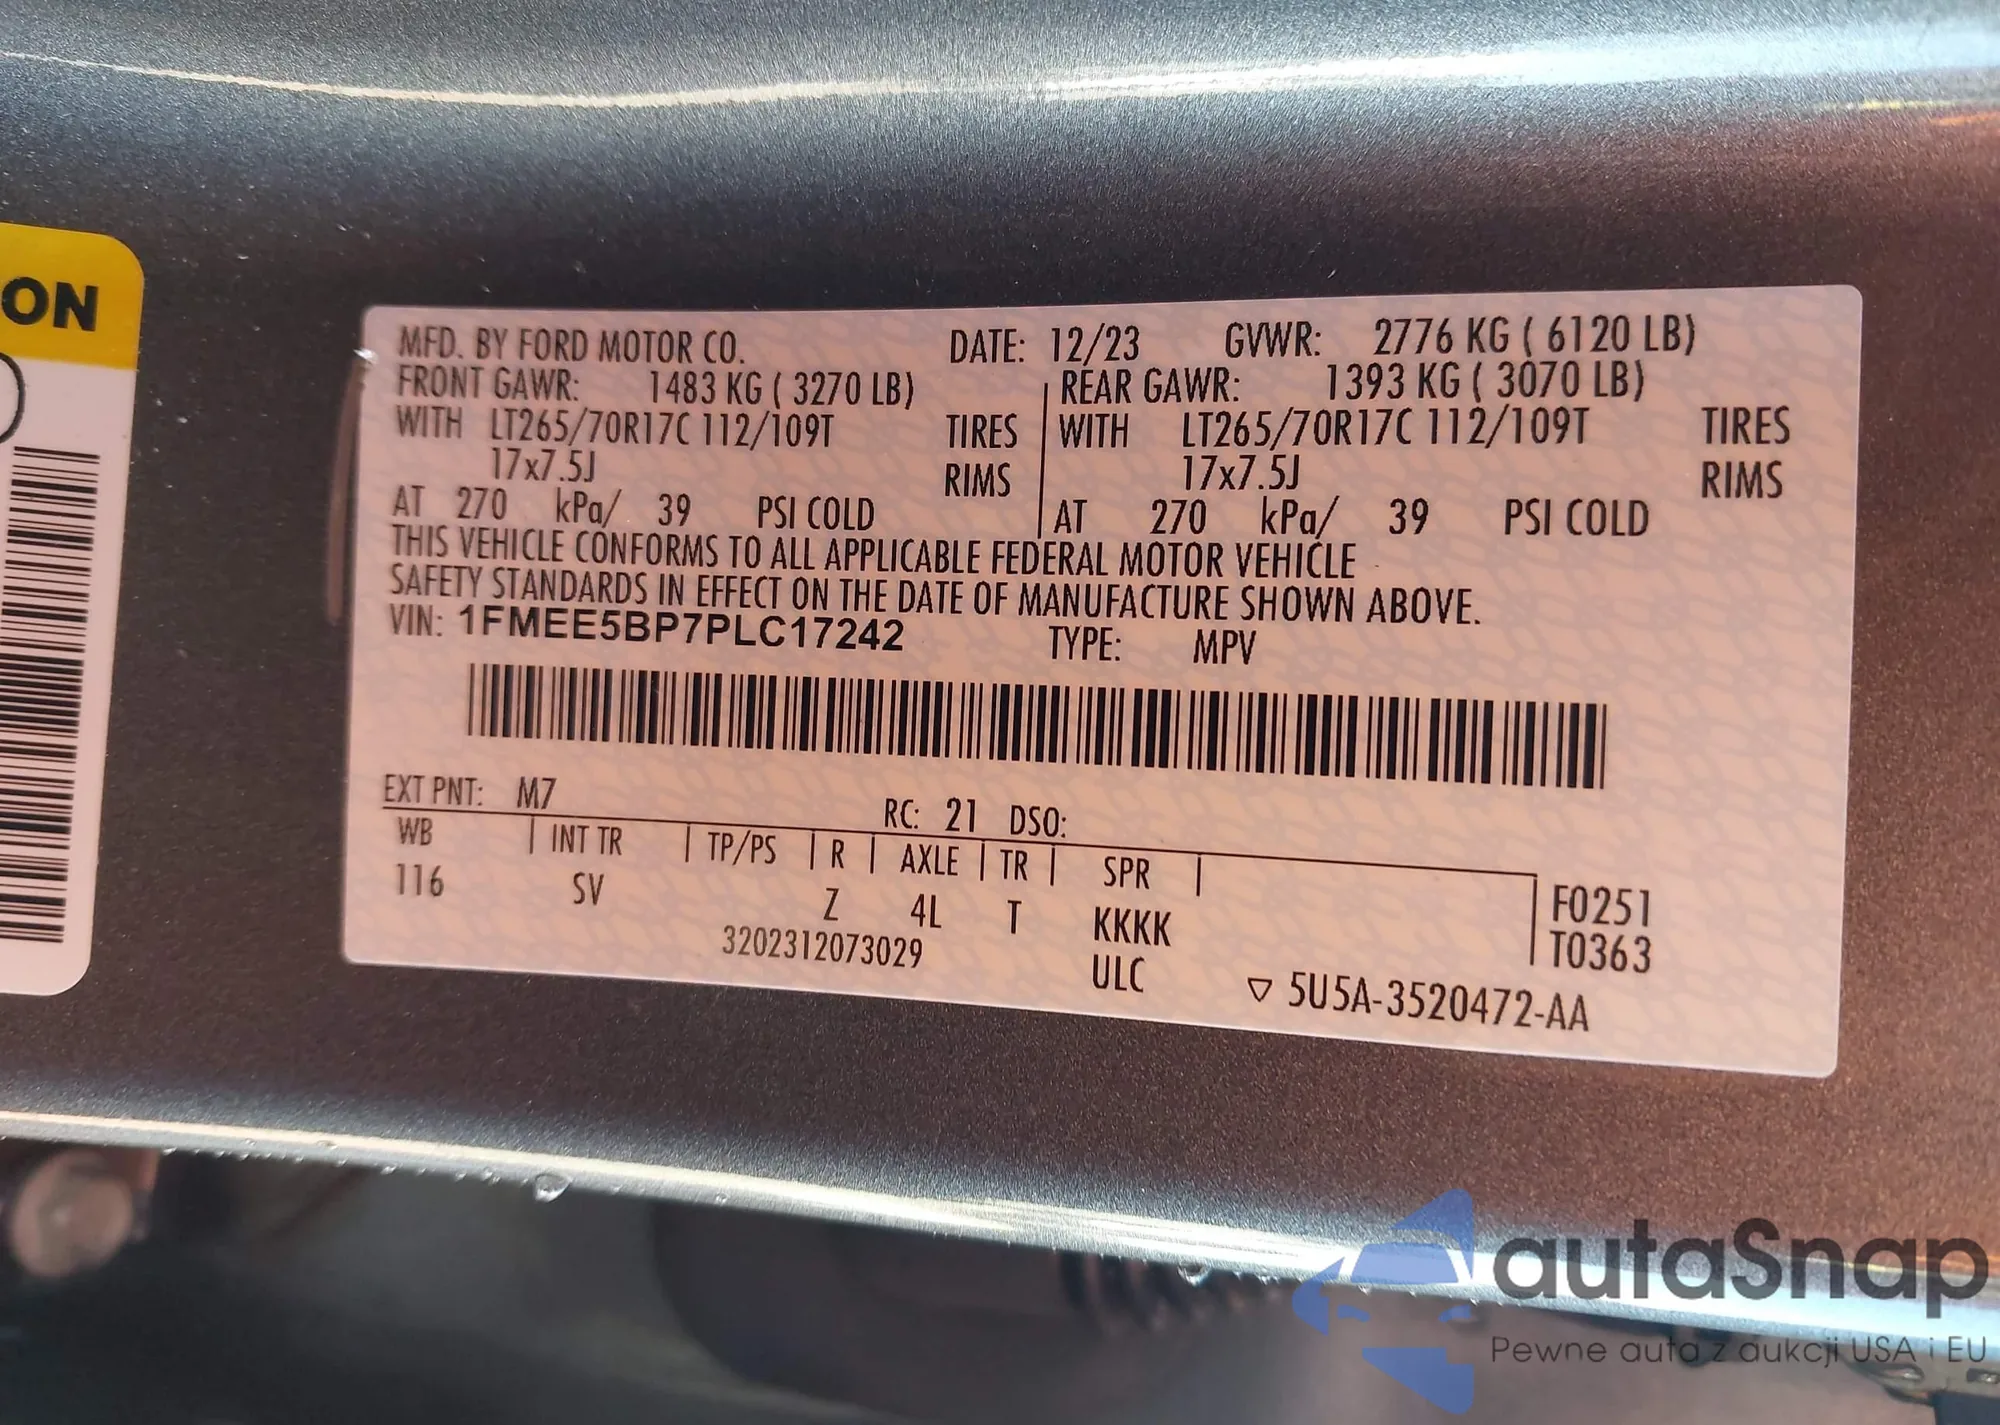 ON
MFD. BY FORD MOTOR CO. DATE: 12/23 GVWR: 2776 KG ( 6120 LB)
FRONT GAWR: 1483 KG ( 3270 LB) REAR GAWR: 1393 KG ( 3070 LB)
WITH LT265/70R17C 112/109T TIRES WITH LT265/70R17C 112/109T TIRES
17x7.5J RIMS 17x7.5J RIMS
AT 270 kPa/ 39 PSI COLD AT 270 kPa/ 39 PSI COLD
THIS VEHICLE CONFORMS TO ALL APPLICABLE FEDERAL MOTOR VEHICLE
SAFETY STANDARDS IN EFFECT ON THE DATE OF MANUFACTURE SHOWN ABOVE.
VIN: 1FMEE5BP7PLC17242 TYPE: MPV
EXT PNT: M7 RC: 21 DSO:
WB INT TR TP/PS R AXLE TR SPR
116 SV Z 4L T KKKK F0251
3202312073029 ULC T0363
▽ 5U5A-3520472-AA
autaSnap
Pewne auta z aukcji USA i EU